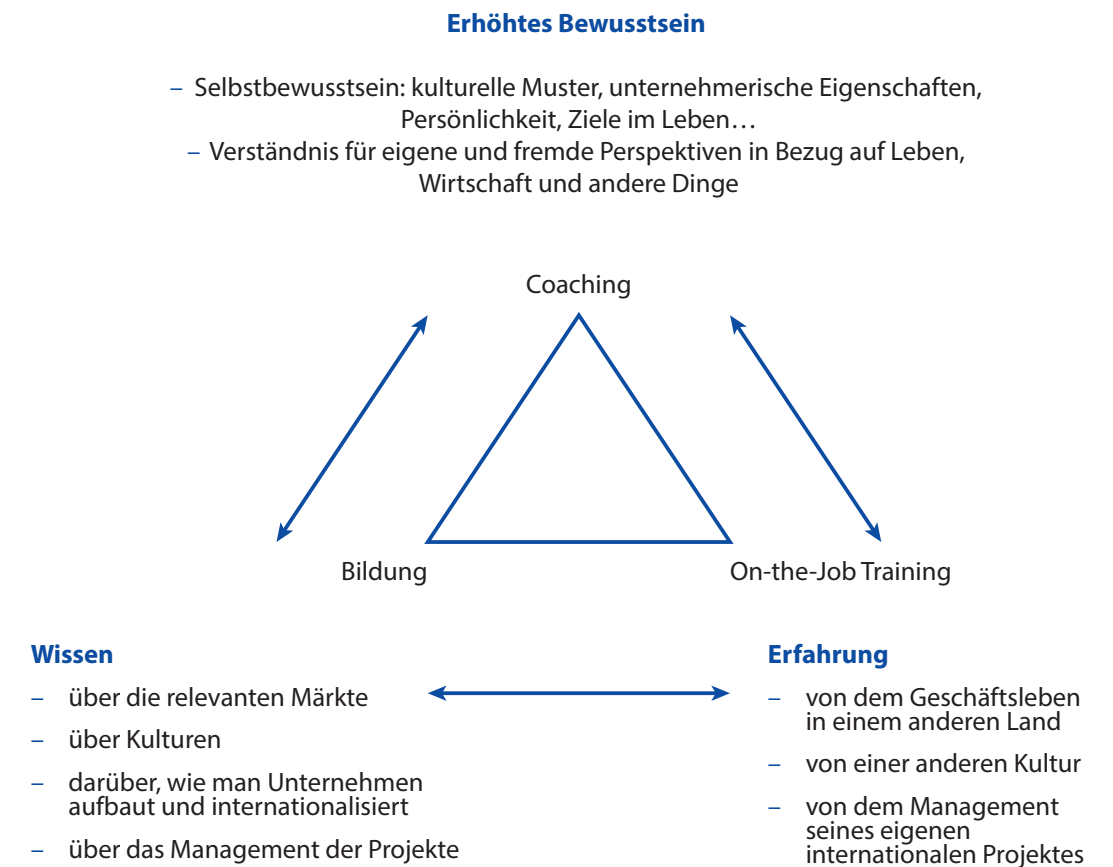 Erhöhtes Bewusstsein
– Selbstbewusstsein: kulturelle Muster, unternehmerische Eigenschaften,
Persönlichkeit, Ziele im Leben…
– Verständnis für eigene und fremde Perspektiven in Bezug auf Leben,
Wirtschaft und andere Dinge
Coaching
Bildung
On-the-Job Training
Wissen
– über die relevanten Märkte
– über Kulturen
– darüber, wie man Unternehmen
aufbaut und internationalisiert
– über das Management der Projekte
Erfahrung
– von dem Geschäftsleben
in einem anderen Land
– von einer anderen Kultur
– von dem Management
seines eigenen
internationalen Projektes